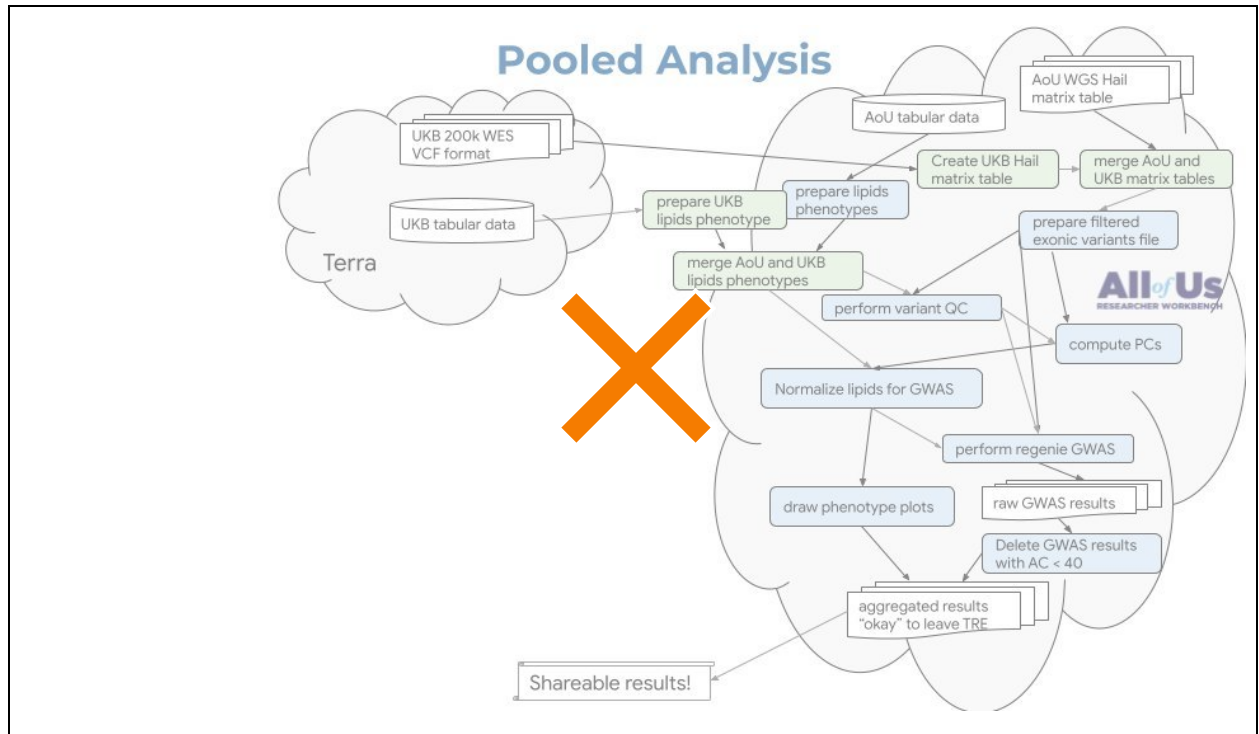 Pooled Analysis
AoU WGS Hail
matrix table
AoU tabular data
UKB 200k WES
VCF format
Create UKB Hail
matrix table
merge AoU and
UKB matrix tables
prepare UKB
lipids phenotype
prepare lipids
phenotypes
UKB tabular data
prepare filtered
exonic variants file
Terra
merge AoU and UKB
lipids phenotypes
All of Us
RESEARCHER WORKBENCH
perform variant QC
compute PCs
Normalize lipids for GWAS
perform regenie GWAS
draw phenotype plots
raw GWAS results
Delete GWAS results
with AC < 40
aggregated results
“okay” to leave TRE
Shareable results!